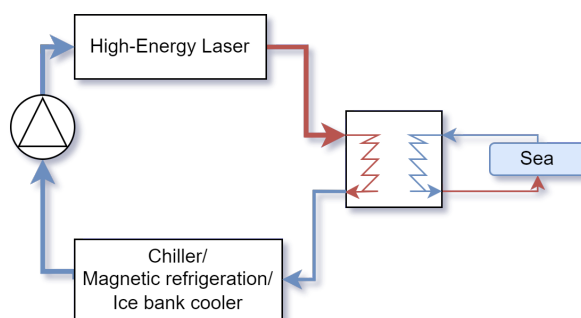 High-Energy Laser
Sea
Chiller/
Magnetic refrigeration/
Ice bank cooler